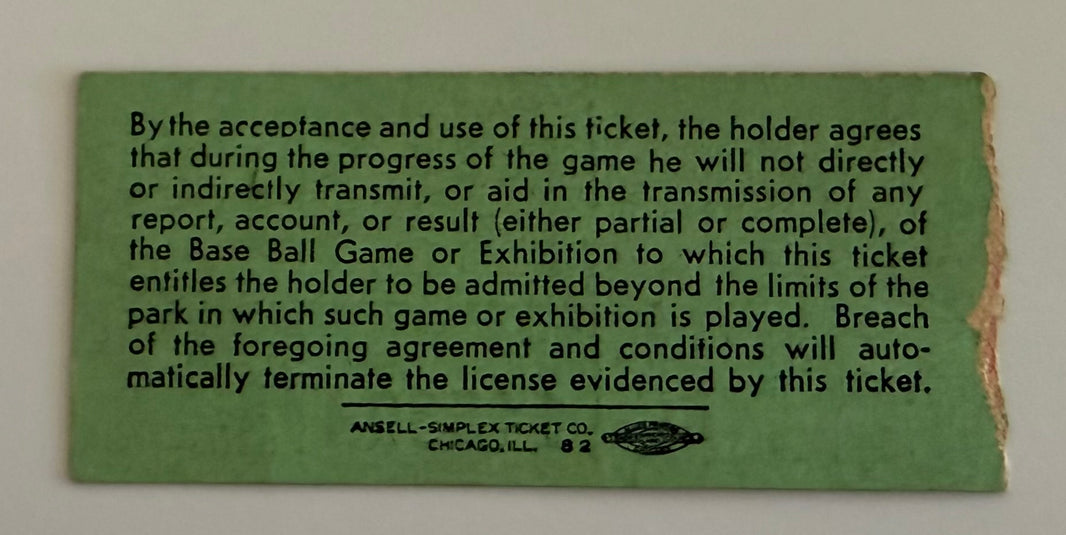 By the acceptance and use of this ticket, the holder agrees
that during the progress of the game he will not directly
or indirectly transmit, or aid in the transmission of any
report, account, or result (either partial or complete), of
the Base Ball Game or Exhibition to which this ticket
entitles the holder to be admitted beyond the limits of the
park in which such game or exhibition is played. Breach
of the foregoing agreement and conditions will auto-
matically terminate the license evidenced by this ticket.
ANSELL-SIMPLEX TICKET CO.
CHICAGO, ILL. 82